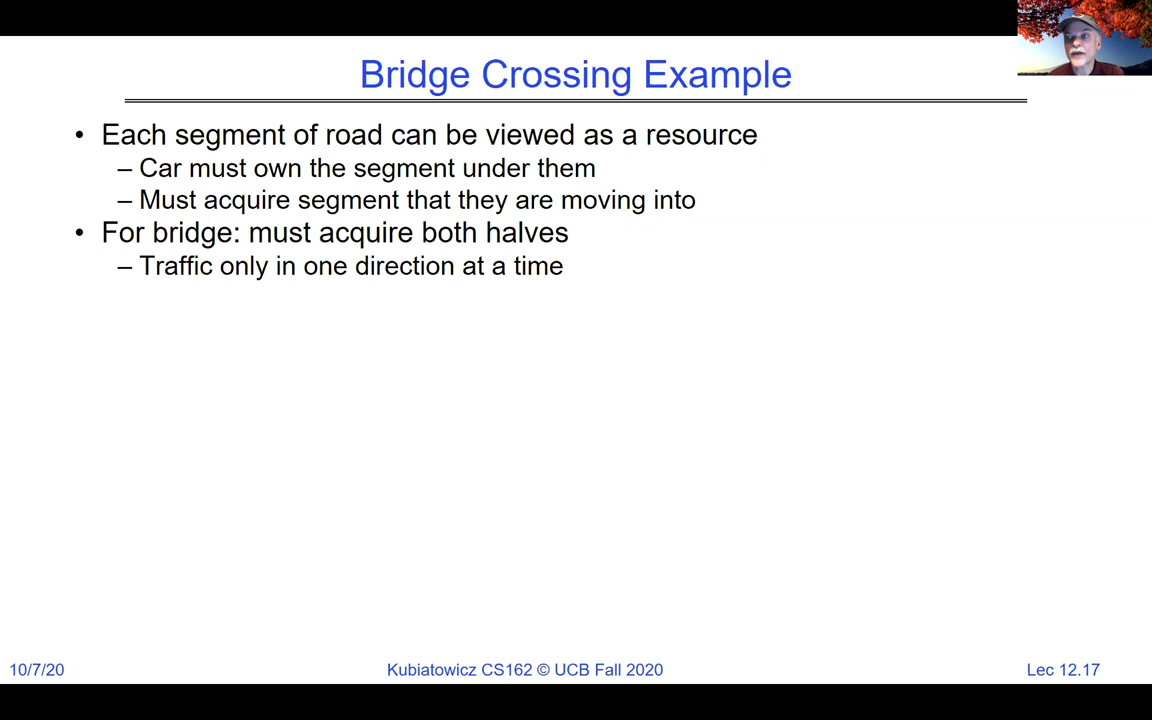 Bridge Crossing Example
• Each segment of road can be viewed as a resource
– Car must own the segment under them
– Must acquire segment that they are moving into
• For bridge: must acquire both halves
– Traffic only in one direction at a time
10/7/20
Kubiatowicz CS162 © UCB Fall 2020
Lec 12.17